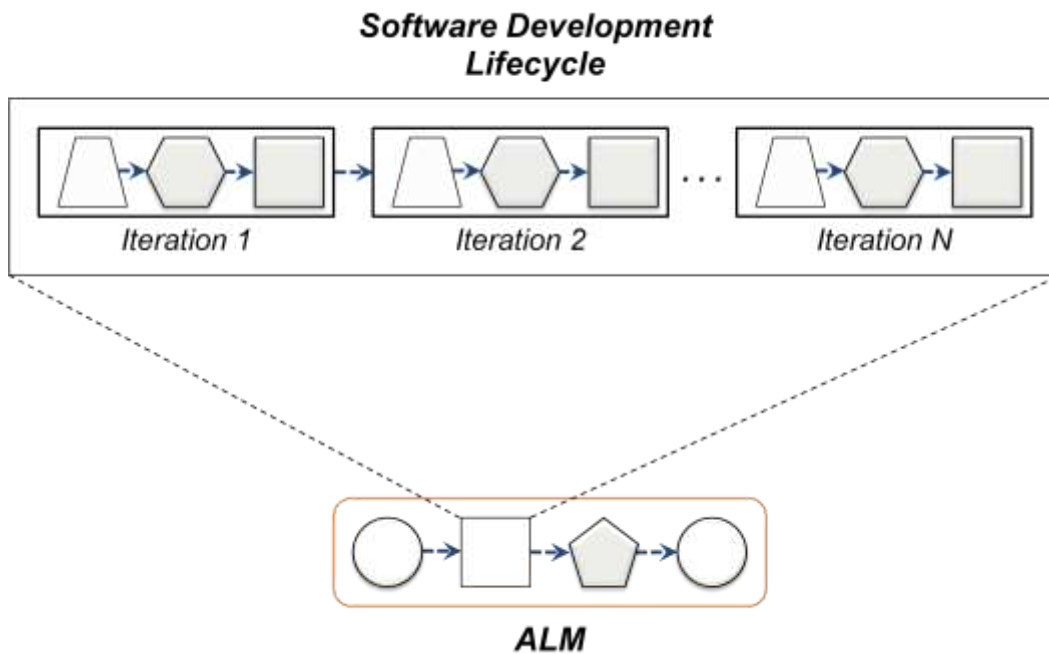 Software Development
Lifecycle
Iteration 1
Iteration 2
...
Iteration N
ALM